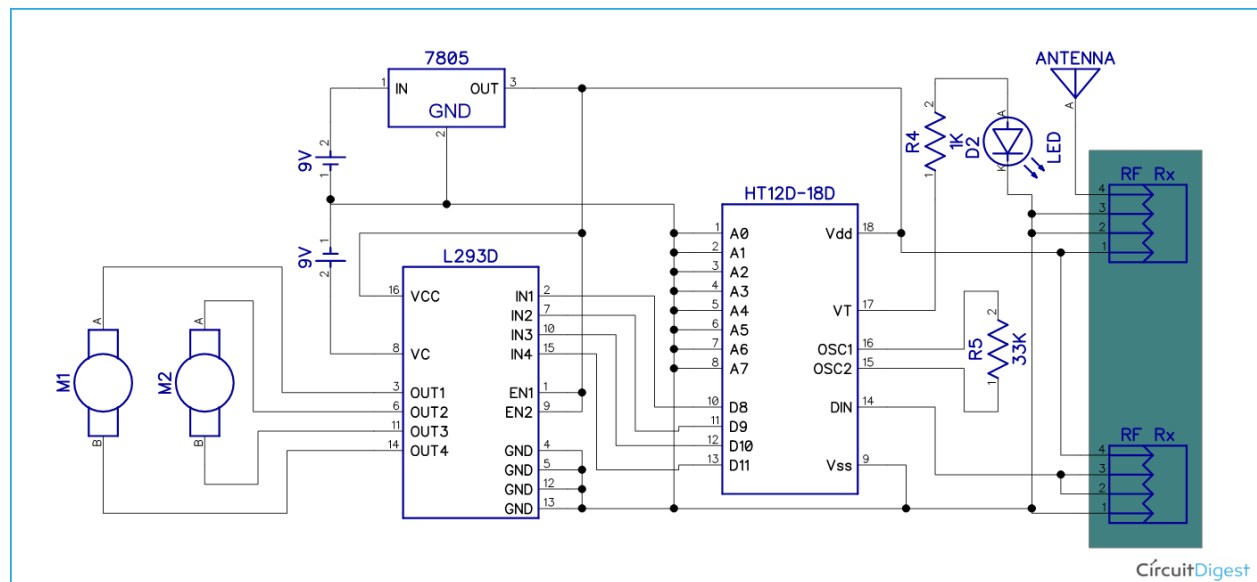 7805
1 IN OUT 3
GND
2
ANTENNA
A
2
R4
1K
1
A
D2
LED
K
RF Rx
4
3
2
1
2
9V
1
1
9V
2
L293D
16 VCC
8 VC
3 OUT1
6 OUT2
11 OUT3
14 OUT4
IN1 2
IN2 7
IN3 10
IN4 15
EN1 1
EN2 9
GND 4
GND 5
GND 12
GND 13
A
M1
B
A
M2
B
HT12D-18D
1 A0
2 A1
3 A2
4 A3
5 A4
6 A5
7 A6
8 A7
10 D8
11 D9
12 D10
13 D11
Vdd 18
VT 17
OSC1 16
OSC2 15
DIN 14
Vss 9
2
R5
33K
1
RF Rx
4
3
2
1
CircuitDigest